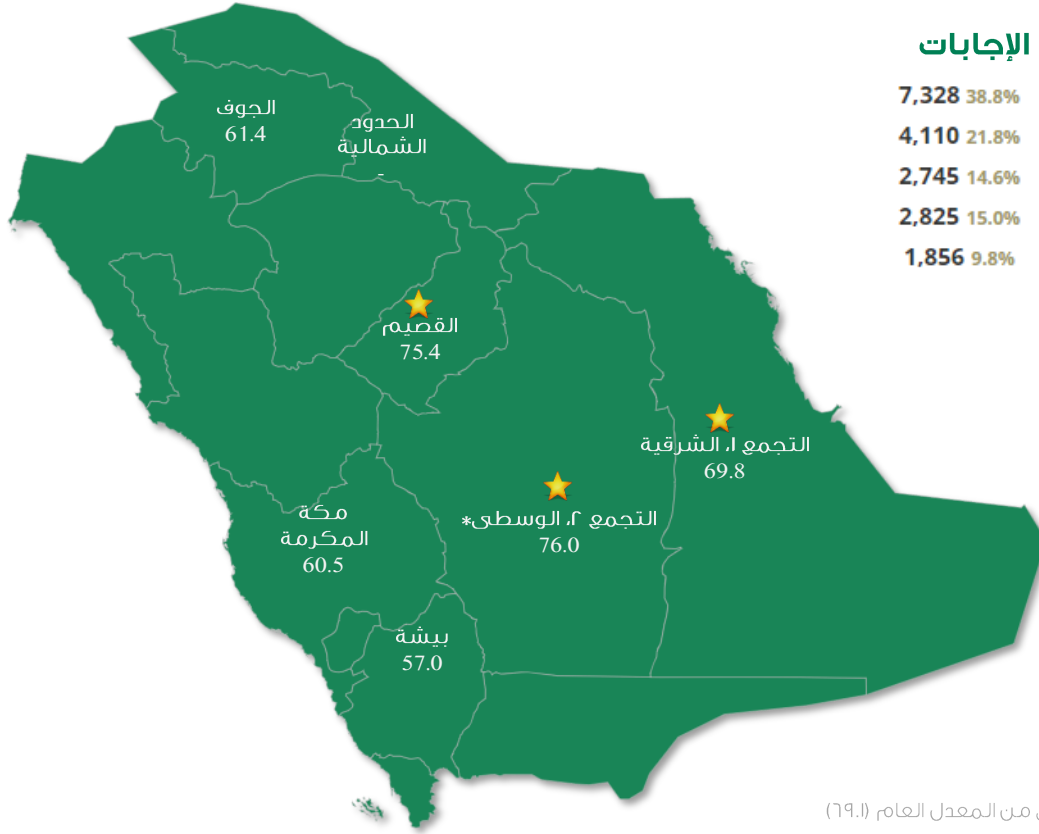 الإجابات
7,328 38.8%
4,110 21.8%
2,745 14.6%
2,825 15.0%
1,856 9.8%
الجوف
61.4
الحدود
الشمالية
-
القصيم
75.4
التجمع ١، الشرقية
69.8
التجمع ٢، الوسطى*
76.0
مكة
المكرمة
60.5
بيشة
57.0
من المعدل العام (٦٩.١)